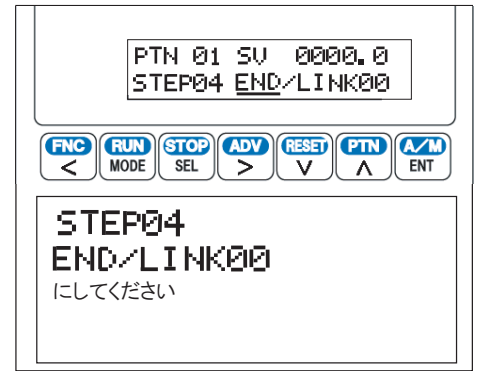 PTN 01 SV 0000.0
STEP04 END/LINK00
FNC RUN STOP ADV RESET PTN A/M
< MODE SEL > ∨ ∧ ENT
STEP04
END/LINK00
にしてください